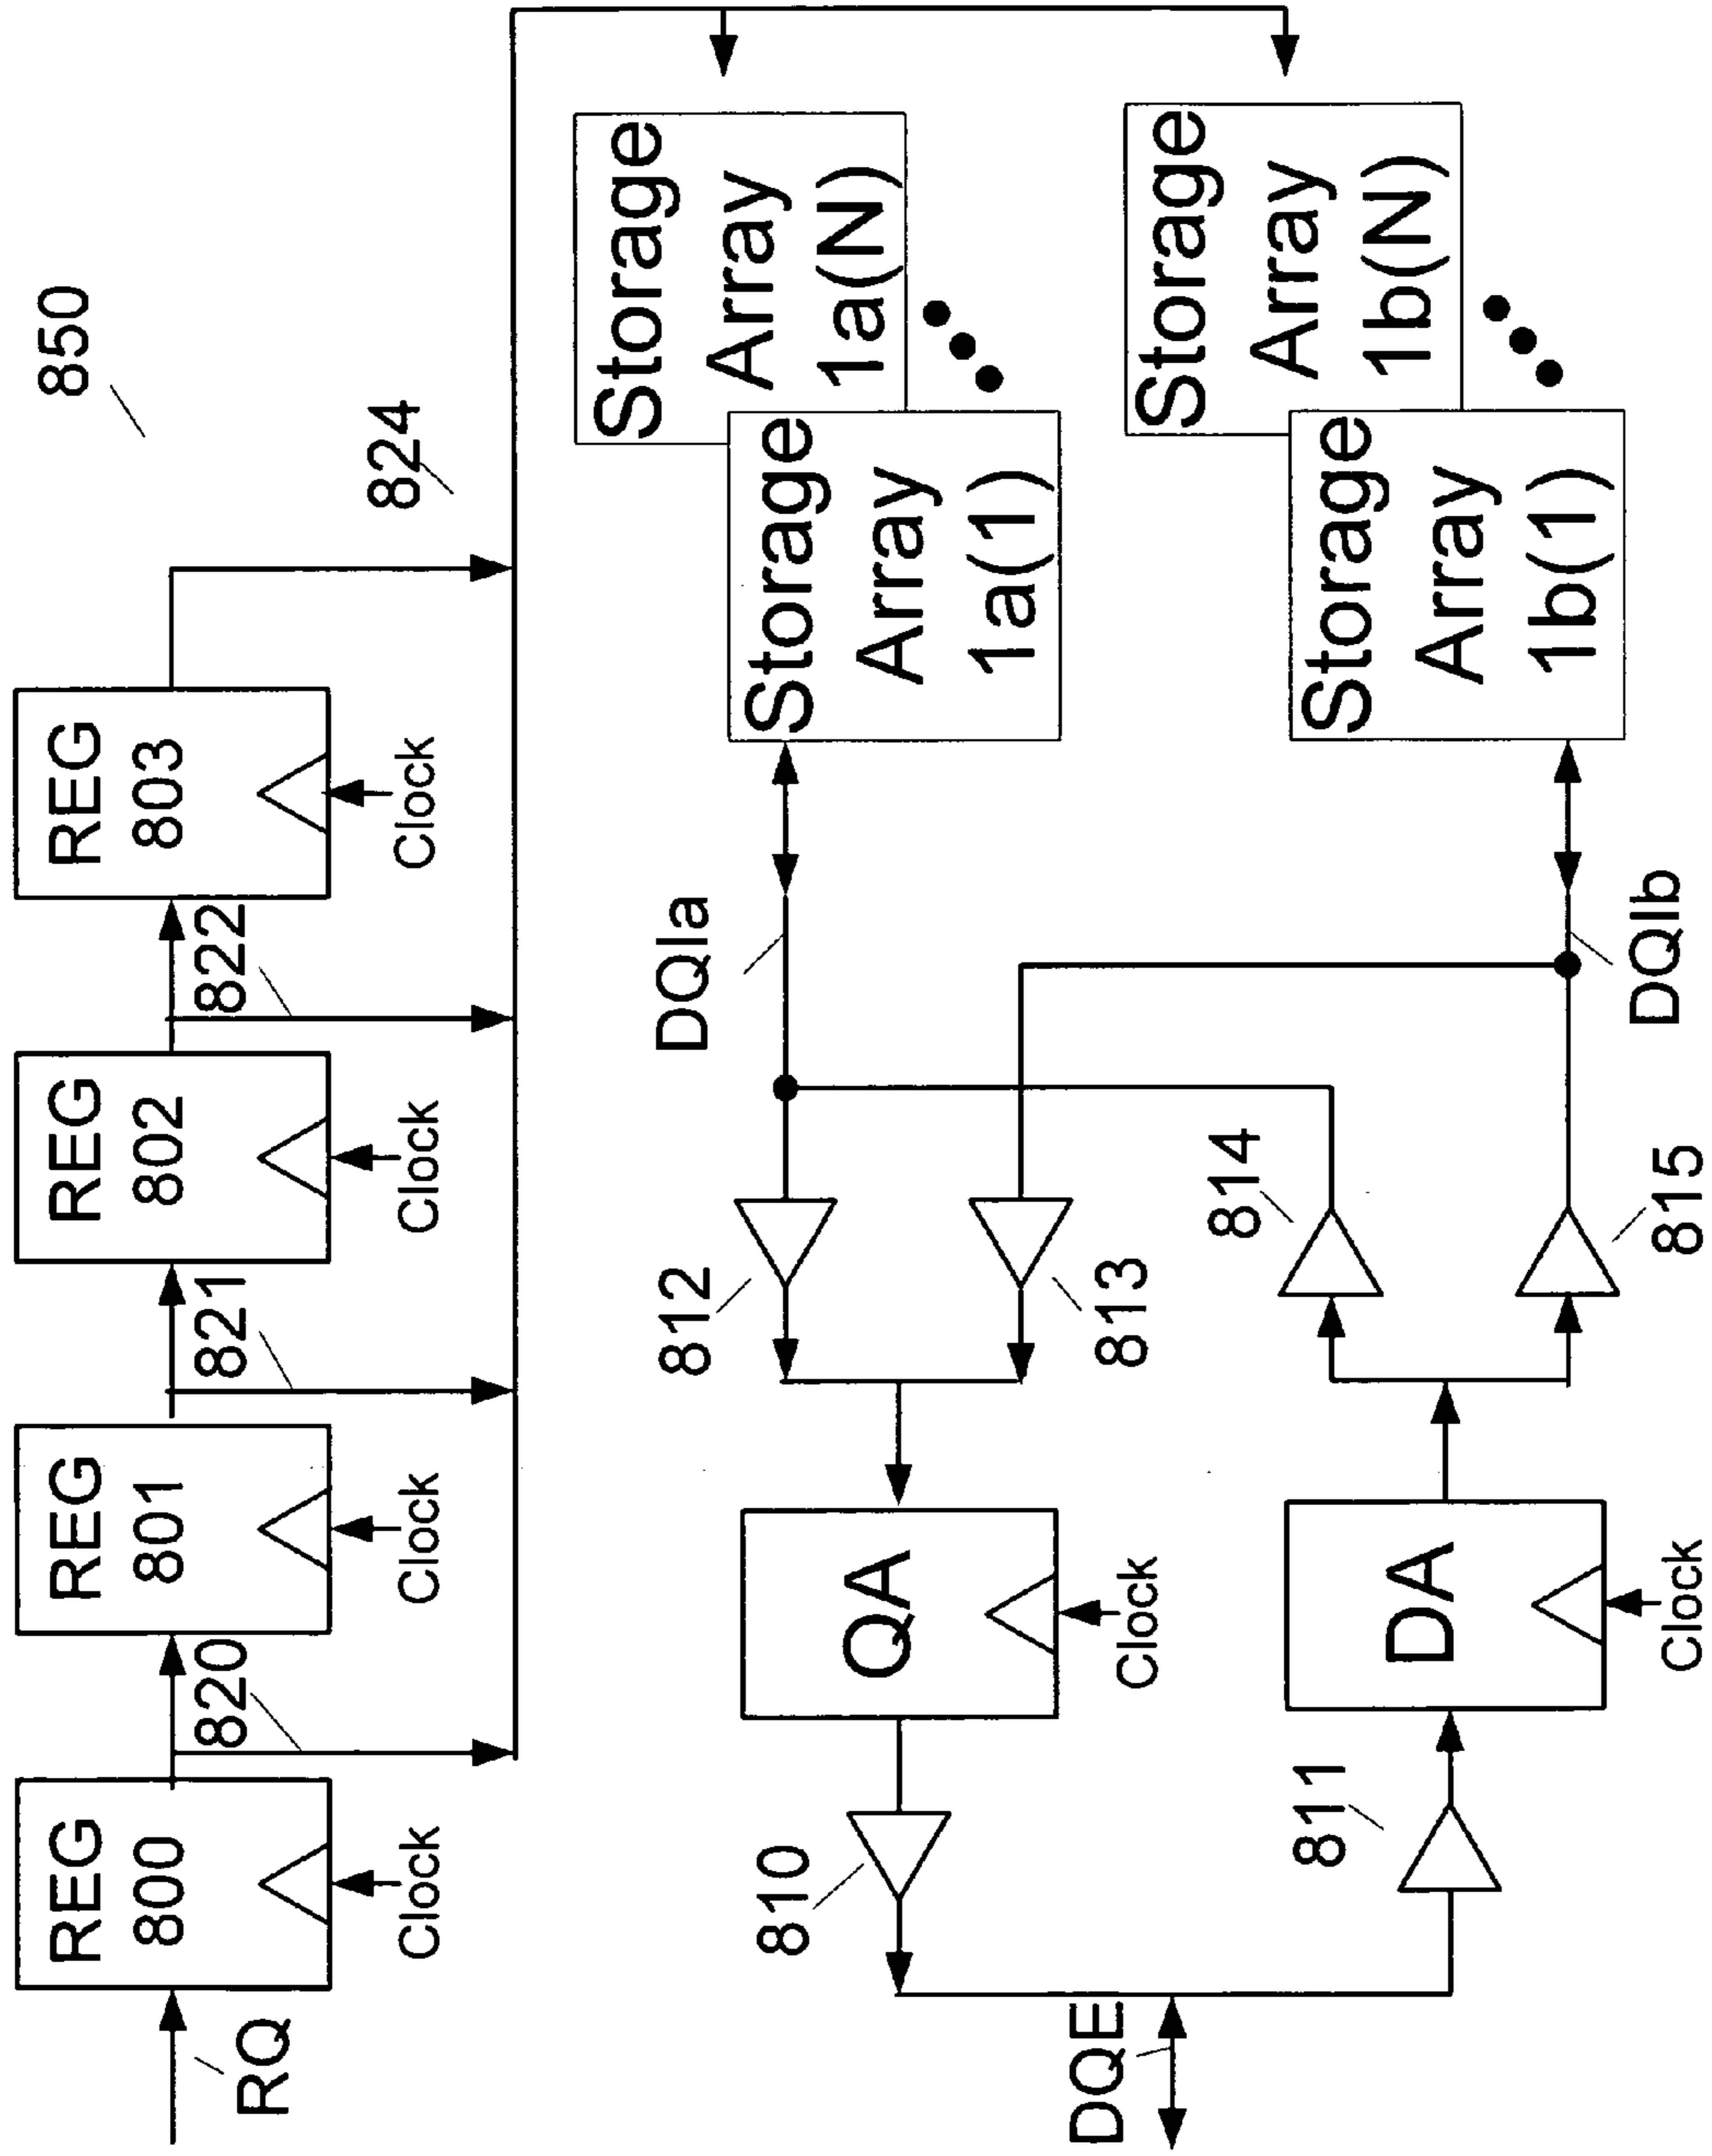 850
REG
800
Clock
REG
801
Clock
REG
802
Clock
REG
803
Clock
RQ
820
821
822
824
Storage
Array
1a(N)
Storage
Array
1a(1)
DQIa
812
813
QA
Clock
810
DQE
811
DA
Clock
814
815
DQIb
Storage
Array
1b(N)
Storage
Array
1b(1)